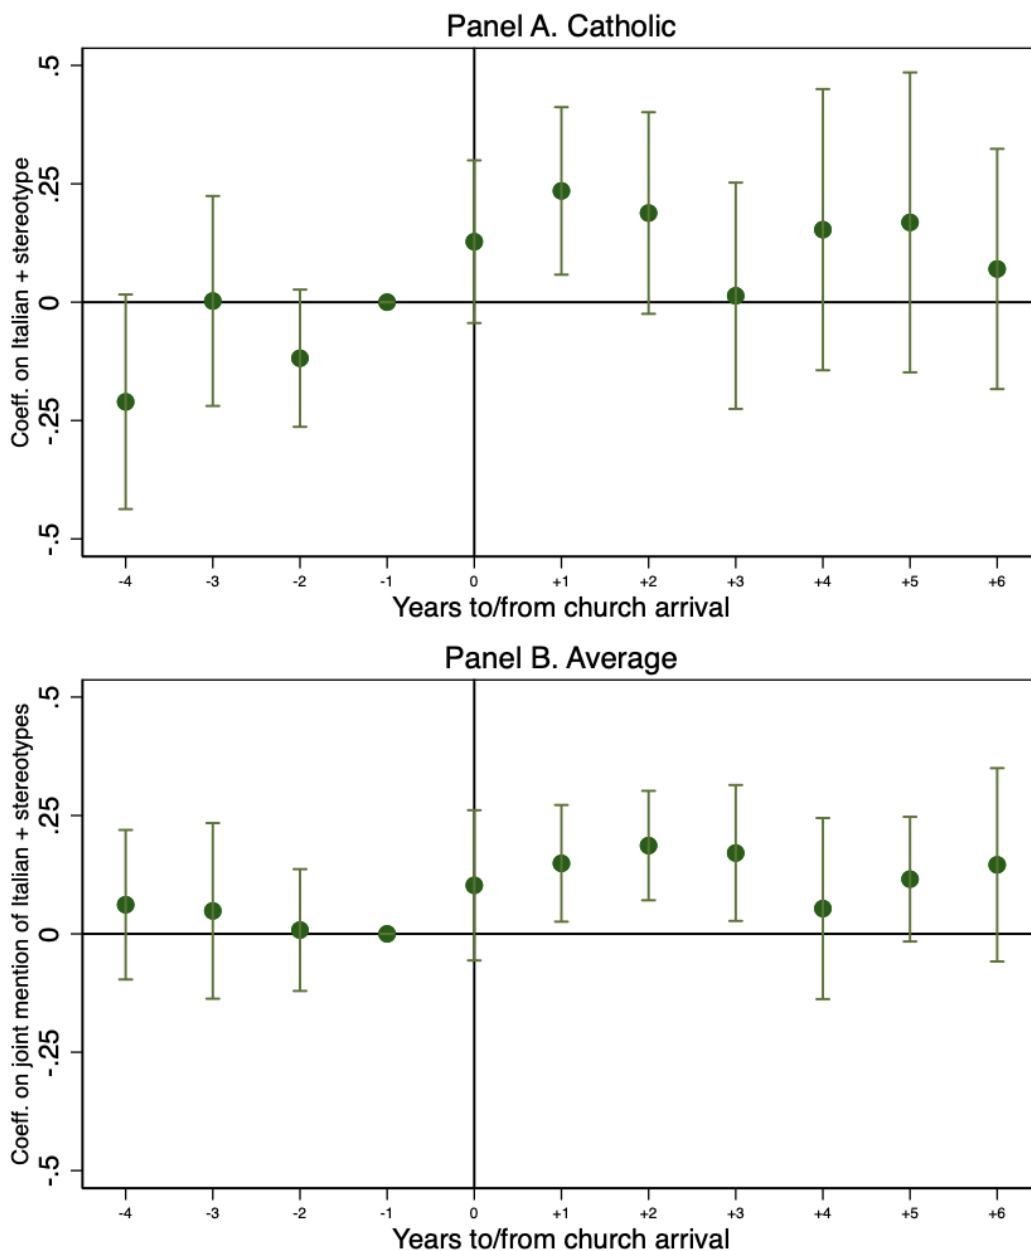 Panel A. Catholic
Coeff. on Italian + stereotype
.5
.25
0
-.25
-.5
-4 -3 -2 -1 0 +1 +2 +3 +4 +5 +6
Years to/from church arrival
Panel B. Average
Coeff. on joint mention of Italian + stereotypes
.5
.25
0
-.25
-.5
-4 -3 -2 -1 0 +1 +2 +3 +4 +5 +6
Years to/from church arrival